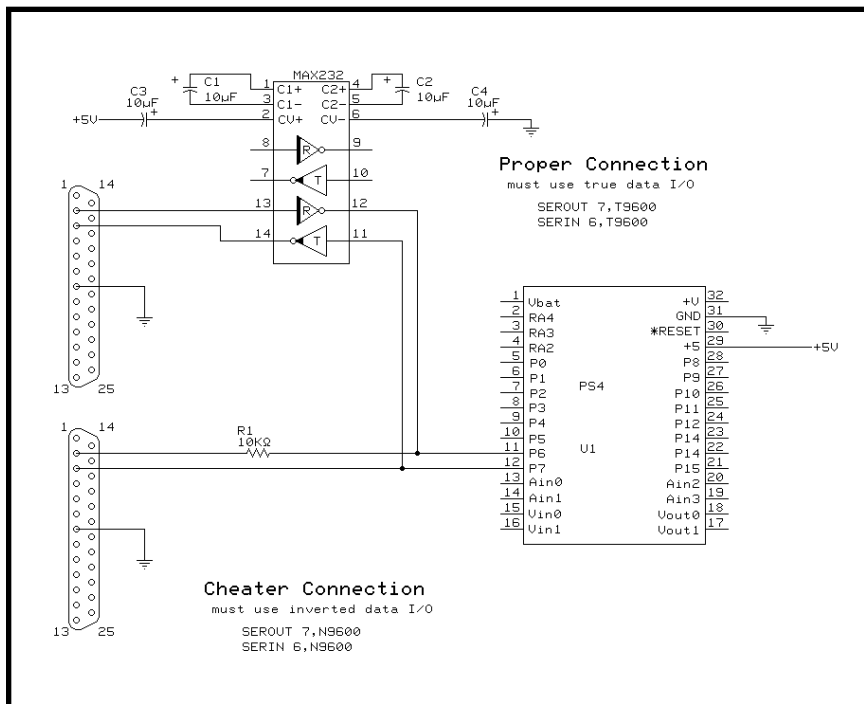 MAX232
C1
10µF
C2
10µF
C3
10µF
C4
10µF
+5V
+
+
+
+
1 C1+
3 C1-
2 CV+
C2+ 4
C2- 5
CV- 6
8 R 9
7 T 10
13 R 12
14 T 11
Proper Connection
must use true data I/O
SEROUT 7,T9600
SERIN 6,T9600
1 14
13 25
1 Vbat
2 RA4
3 RA3
4 RA2
5 P0
6 P1
7 P2
8 P3
9 P4
10 P5
11 P6
12 P7
13 Ain0
14 Ain1
15 Vin0
16 Vin1
PS4
U1
+V 32
GND 31
*RESET 30
+5 29
+5V
P8 28
P9 27
P10 26
P11 25
P12 24
P14 23
P14 22
P15 21
Ain2 20
Ain3 19
Vout0 18
Vout1 17
1 14
R1
10KΩ
13 25
Cheater Connection
must use inverted data I/O
SEROUT 7,N9600
SERIN 6,N9600